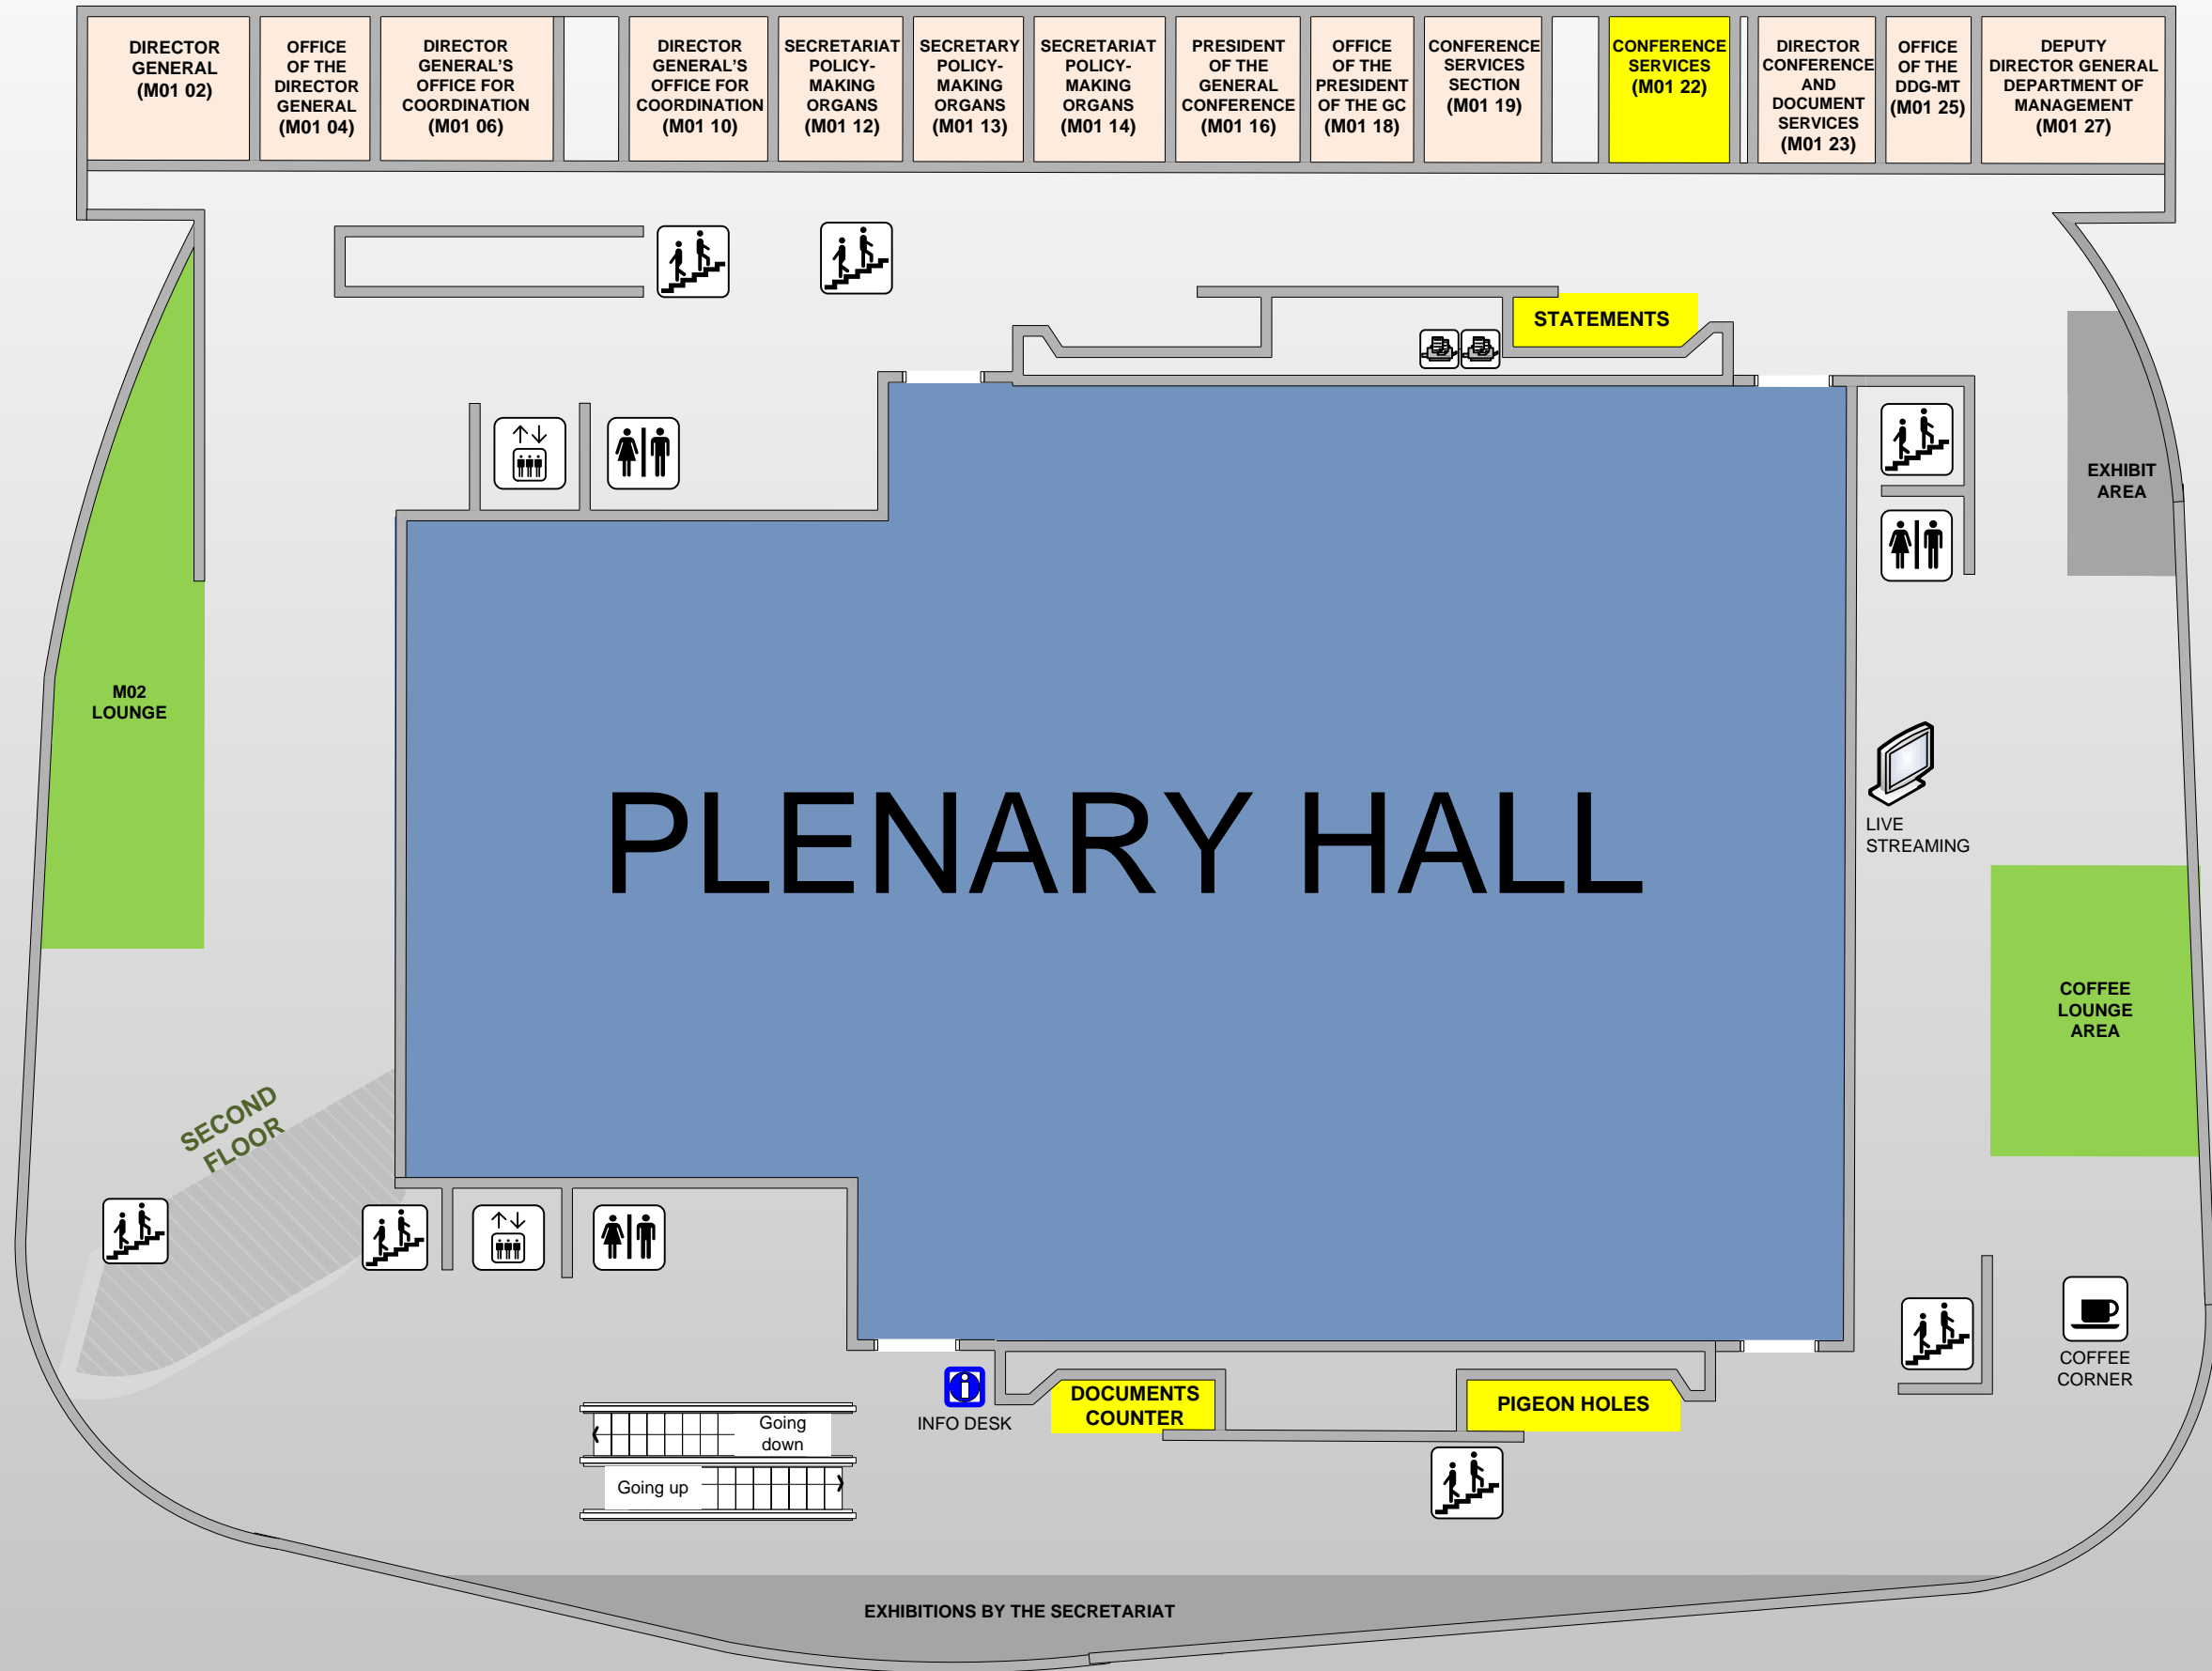 DIRECTOR
GENERAL
(M01 02)
OFFICE
OF THE
DIRECTOR
GENERAL
(M01 04)
DIRECTOR
GENERAL'S
OFFICE FOR
COORDINATION
(M01 06)
DIRECTOR
GENERAL'S
OFFICE FOR
COORDINATION
(M01 10)
SECRETARIAT
POLICY-
MAKING
ORGANS
(M01 12)
SECRETARY
POLICY-
MAKING
ORGANS
(M01 13)
SECRETARIAT
POLICY-
MAKING
ORGANS
(M01 14)
PRESIDENT
OF THE
GENERAL
CONFERENCE
(M01 16)
OFFICE
OF THE
PRESIDENT
OF THE GC
(M01 18)
CONFERENCE
SERVICES
SECTION
(M01 19)
CONFERENCE
SERVICES
(M01 22)
DIRECTOR
CONFERENCE
AND
DOCUMENT
SERVICES
(M01 23)
OFFICE
OF THE
DDG-MT
(M01 25)
DEPUTY
DIRECTOR GENERAL
DEPARTMENT OF
MANAGEMENT
(M01 27)
STATEMENTS
EXHIBIT
AREA
M02
LOUNGE
PLENARY HALL
LIVE
STREAMING
COFFEE
LOUNGE
AREA
SECOND
FLOOR
COFFEE
CORNER
INFO DESK
DOCUMENTS
COUNTER
PIGEON HOLES
Going
down
Going up
EXHIBITIONS BY THE SECRETARIAT